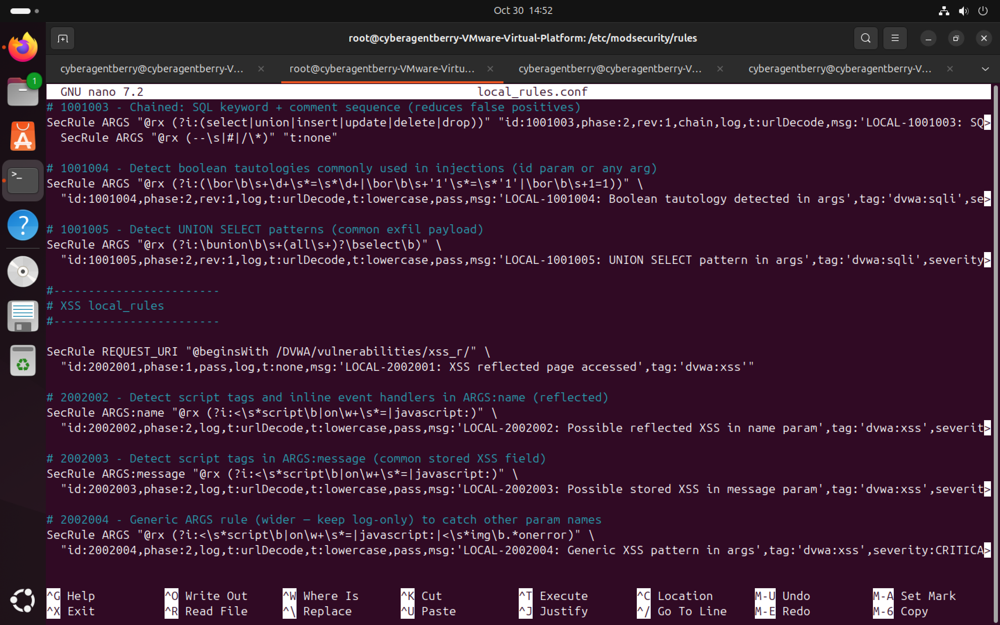 Oct 30 14:52
root@cyberagentberry-VMware-Virtual-Platform: /etc/modsecurity/rules
cyberagentberry@cyberagentberry-V... root@cyberagentberry-VMware-Virtu... cyberagentberry@cyberagentberry-V... cyberagentberry@cyberagentberry-V...
1
GNU nano 7.2 local_rules.conf
# 1001003 - Chained: SQL keyword + comment sequence (reduces false positives)
SecRule ARGS "@rx (?i:(select|union|insert|update|delete|drop))" "id:1001003,phase:2,rev:1,chain,log,t:urlDecode,msg:'LOCAL-1001003: SQ>
  SecRule ARGS "@rx (--\s|#|/\*)" "t:none"
# 1001004 - Detect boolean tautologies commonly used in injections (id param or any arg)
SecRule ARGS "@rx (?i:(\bor\b\s+\d+\s*=\s*\d+|\bor\b\s+'1'\s*=\s*'1'|\bor\b\s+1=1))" \
  "id:1001004,phase:2,rev:1,log,t:urlDecode,t:lowercase,pass,msg:'LOCAL-1001004: Boolean tautology detected in args',tag:'dvwa:sqli',se>
# 1001005 - Detect UNION SELECT patterns (common exfil payload)
SecRule ARGS "@rx (?i:\bunion\b\s+(all\s+)?\bselect\b)" \
  "id:1001005,phase:2,rev:1,log,t:urlDecode,t:lowercase,pass,msg:'LOCAL-1001005: UNION SELECT pattern in args',tag:'dvwa:sqli',severity>
#------------------------
# XSS local_rules
#------------------------
SecRule REQUEST_URI "@beginsWith /DVWA/vulnerabilities/xss_r/" \
  "id:2002001,phase:1,pass,log,t:none,msg:'LOCAL-2002001: XSS reflected page accessed',tag:'dvwa:xss'"
# 2002002 - Detect script tags and inline event handlers in ARGS:name (reflected)
SecRule ARGS:name "@rx (?i:<\s*script\b|on\w+\s*=|javascript:)" \
  "id:2002002,phase:2,log,t:urlDecode,t:lowercase,pass,msg:'LOCAL-2002002: Possible reflected XSS in name param',tag:'dvwa:xss',severit>
# 2002003 - Detect script tags in ARGS:message (common stored XSS field)
SecRule ARGS:message "@rx (?i:<\s*script\b|on\w+\s*=|javascript:)" \
  "id:2002003,phase:2,log,t:urlDecode,t:lowercase,pass,msg:'LOCAL-2002003: Possible stored XSS in message param',tag:'dvwa:xss',severit>
# 2002004 - Generic ARGS rule (wider — keep log-only) to catch other param names
SecRule ARGS "@rx (?i:<\s*script\b|on\w+\s*=|javascript:|<\s*img\b.*onerror)" \
  "id:2002004,phase:2,log,t:urlDecode,t:lowercase,pass,msg:'LOCAL-2002004: Generic XSS pattern in args',tag:'dvwa:xss',severity:CRITICA>
^G Help ^O Write Out ^W Where Is ^K Cut ^T Execute ^C Location M-U Undo M-A Set Mark
^X Exit ^R Read File ^\ Replace ^U Paste ^J Justify ^/ Go To Line M-E Redo M-6 Copy